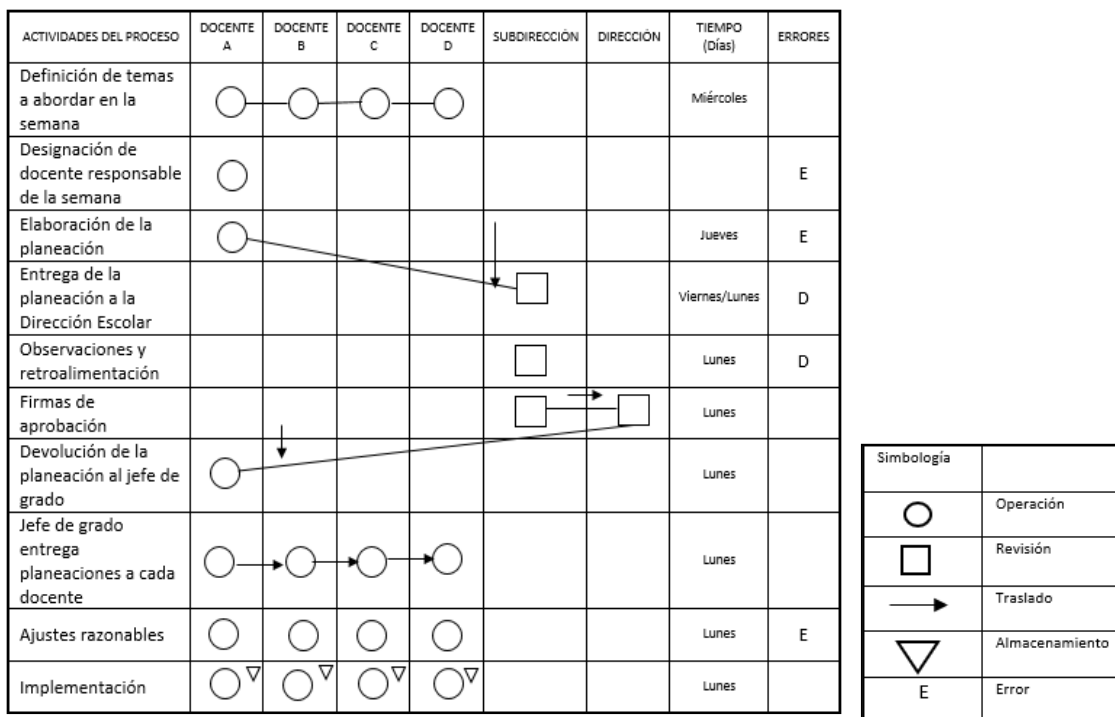 ACTIVIDADES DEL PROCESO
DOCENTE
A
DOCENTE
B
DOCENTE
C
DOCENTE
D
SUBDIRECCIÓN
DIRECCIÓN
TIEMPO
(Días)
ERRORES
Definición de temas
a abordar en la
semana
Miércoles
Designación de
docente responsable
de la semana
E
Elaboración de la
planeación
Jueves
E
Entrega de la
planeación a la
Dirección Escolar
Viernes/Lunes
D
Observaciones y
retroalimentación
Lunes
D
Firmas de
aprobación
Lunes
Devolución de la
planeación al jefe de
grado
Lunes
Jefe de grado
entrega
planeaciones a cada
docente
Lunes
Ajustes razonables
Lunes
E
Implementación
Lunes
Simbología
Operación
Revisión
Traslado
Almacenamiento
E
Error